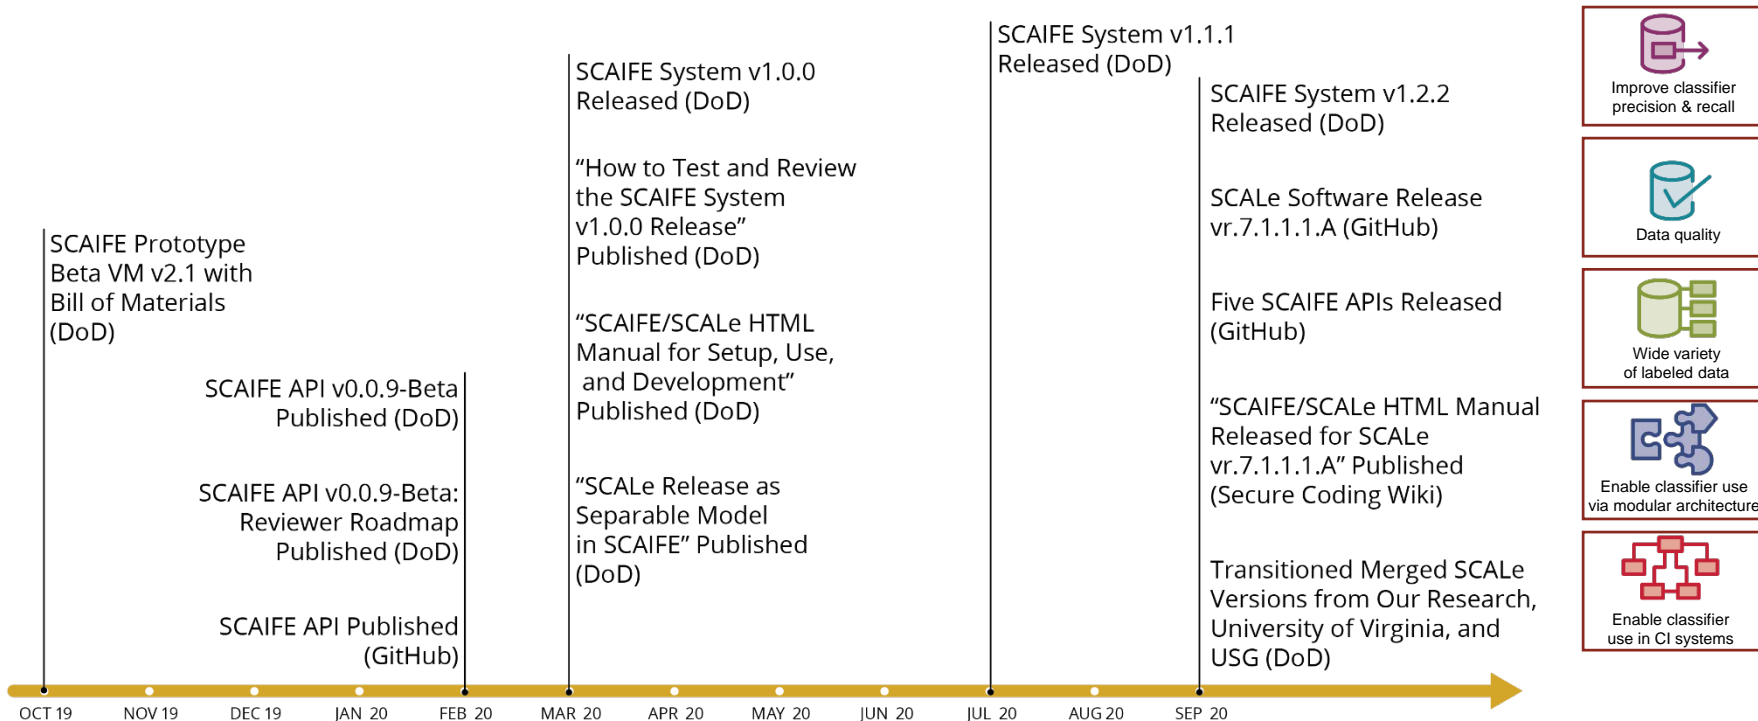 SCAIFE Prototype
Beta VM v2.1 with
Bill of Materials
(DoD)
SCAIFE API v0.0.9-Beta
Published (DoD)
SCAIFE API v0.0.9-Beta:
Reviewer Roadmap
Published (DoD)
SCAIFE API Published
(GitHub)
SCAIFE System v1.0.0
Released (DoD)
“How to Test and Review
the SCAIFE System
v1.0.0 Release”
Published (DoD)
“SCAIFE/SCALe HTML
Manual for Setup, Use,
and Development”
Published (DoD)
“SCALe Release as
Separable Model
in SCAIFE” Published
(DoD)
SCAIFE System v1.1.1
Released (DoD)
SCAIFE System v1.2.2
Released (DoD)
SCALe Software Release
vr.7.1.1.1.A (GitHub)
Five SCAIFE APIs Released
(GitHub)
“SCAIFE/SCALe HTML Manual
Released for SCALe
vr.7.1.1.1.A” Published
(Secure Coding Wiki)
Transitioned Merged SCALe
Versions from Our Research,
University of Virginia, and
USG (DoD)
OCT 19 NOV 19 DEC 19 JAN 20 FEB 20 MAR 20 APR 20 MAY 20 JUN 20 JUL 20 AUG 20 SEP 20
Improve classifier
precision & recall
Data quality
Wide variety
of labeled data
Enable classifier use
via modular architecture
Enable classifier
use in CI systems